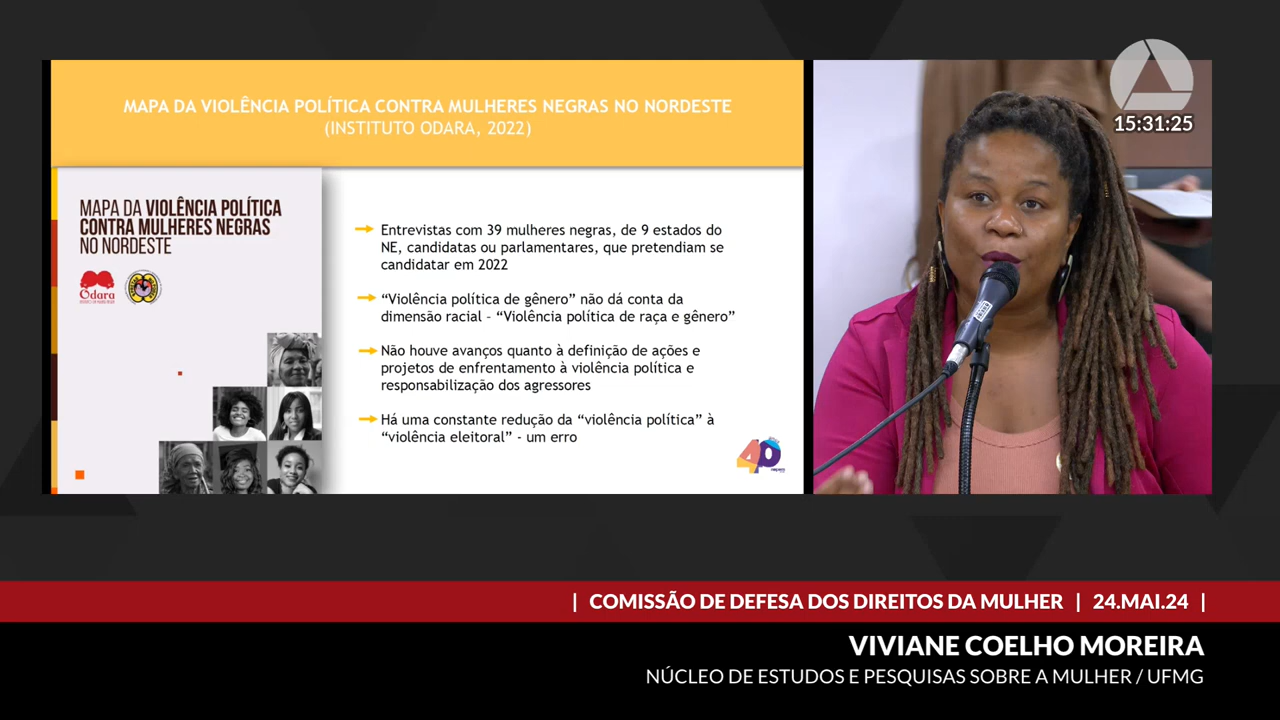 15:31:25
MAPA DA VIOLÊNCIA POLÍTICA CONTRA MULHERES NEGRAS NO NORDESTE
(INSTITUTO ODARA, 2022)
MAPA DA VIOLÊNCIA POLÍTICA
CONTRA MULHERES NEGRAS
NO NORDESTE
Odara
Entrevistas com 39 mulheres negras, de 9 estados do
NE, candidatas ou parlamentares, que pretendiam se
candidatar em 2022
“Violência política de gênero” não dá conta da
dimensão racial – “Violência política de raça e gênero”
Não houve avanços quanto à definição de ações e
projetos de enfrentamento à violência política e
responsabilização dos agressores
Há uma constante redução da “violência política” à
“violência eleitoral” - um erro
40
| COMISSÃO DE DEFESA DOS DIREITOS DA MULHER | 24.MAI.24 |
VIVIANE COELHO MOREIRA
NÚCLEO DE ESTUDOS E PESQUISAS SOBRE A MULHER / UFMG